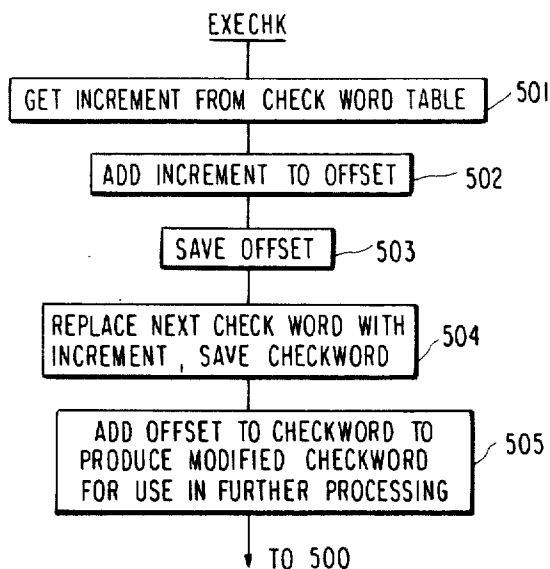 EXECHK
GET INCREMENT FROM CHECK WORD TABLE
501
ADD INCREMENT TO OFFSET
502
SAVE OFFSET
503
REPLACE NEXT CHECK WORD WITH
INCREMENT, SAVE CHECKWORD
504
ADD OFFSET TO CHECKWORD TO
PRODUCE MODIFIED CHECKWORD
FOR USE IN FURTHER PROCESSING
505
TO 500